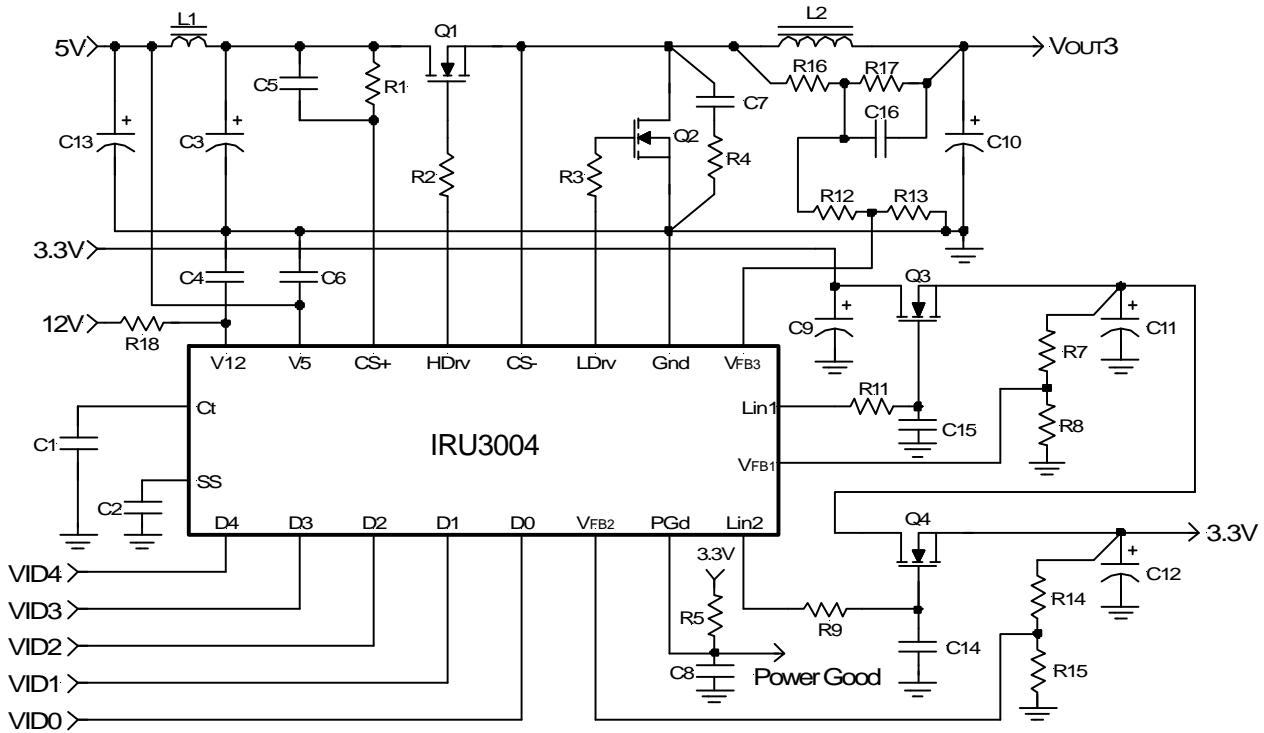 L1
L2
5V
Q1
VOUT3
R16
R17
C5
R1
C7
C16
C13
C3
Q2
C10
R2
R3
R4
R12
R13
3.3V
C4
C6
Q3
12V
R18
C9
C11
R7
V12
V5
CS+
HDrv
CS-
LDrv
Gnd
VFB3
Ct
Lin1
R11
C15
R8
C1
IRU3004
VFB1
SS
C2
D4
D3
D2
D1
D0
VFB2
PGd
Lin2
Q4
3.3V
3.3V
VID4
C12
R14
VID3
R5
R9
VID2
C14
C8
Power Good
R15
VID1
VID0